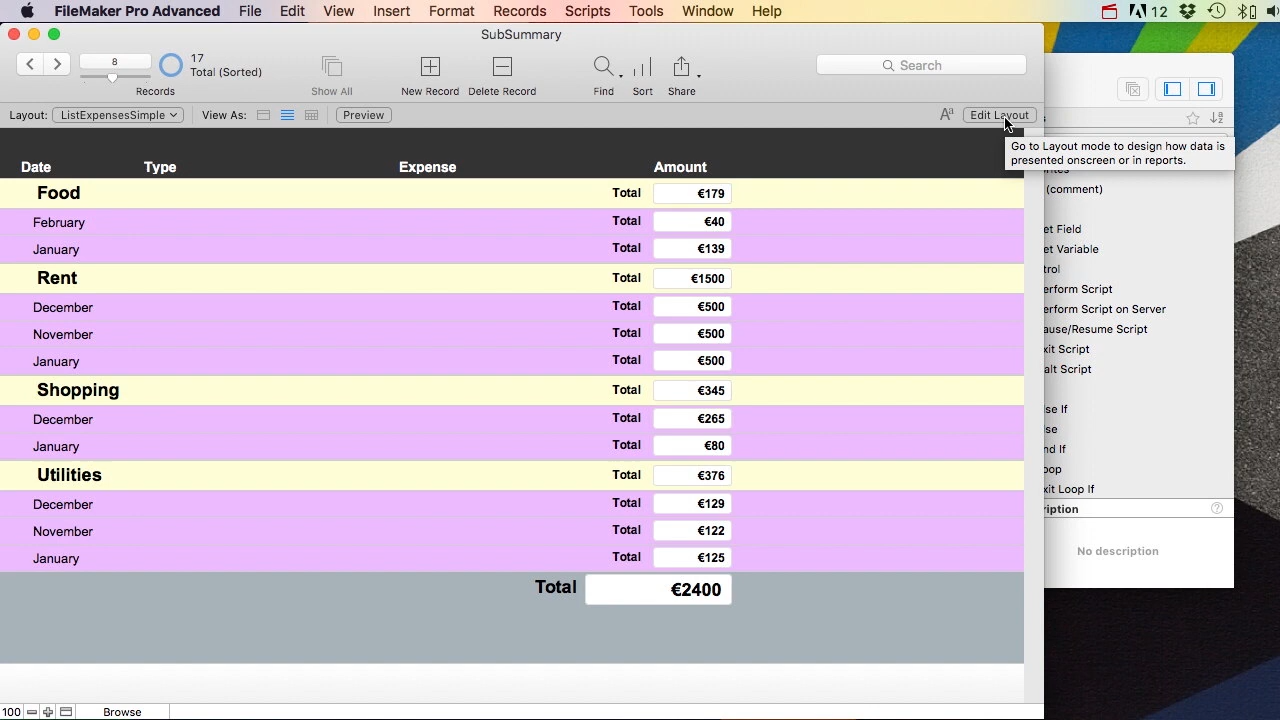 FileMaker Pro Advanced File Edit View Insert Format Records Scripts Tools Window Help 12
SubSummary
8
17
Total (Sorted)
Records
Show All
New Record
Delete Record
Find
Sort
Share
Search
Layout: ListExpensesSimple View As: Preview Aa Edit Layout
Go to Layout mode to design how data is
presented onscreen or in reports.
Date Type Expense Amount
Food Total €179
February Total €40
January Total €139
Rent Total €1500
December Total €500
November Total €500
January Total €500
Shopping Total €345
December Total €265
January Total €80
Utilities Total €376
December Total €129
November Total €122
January Total €125
Total €2400
(comment)
et Field
et Variable
trol
erform Script
erform Script on Server
ause/Resume Script
xit Script
alt Script
se If
se
nd If
oop
xit Loop If
ription
No description
100 Browse